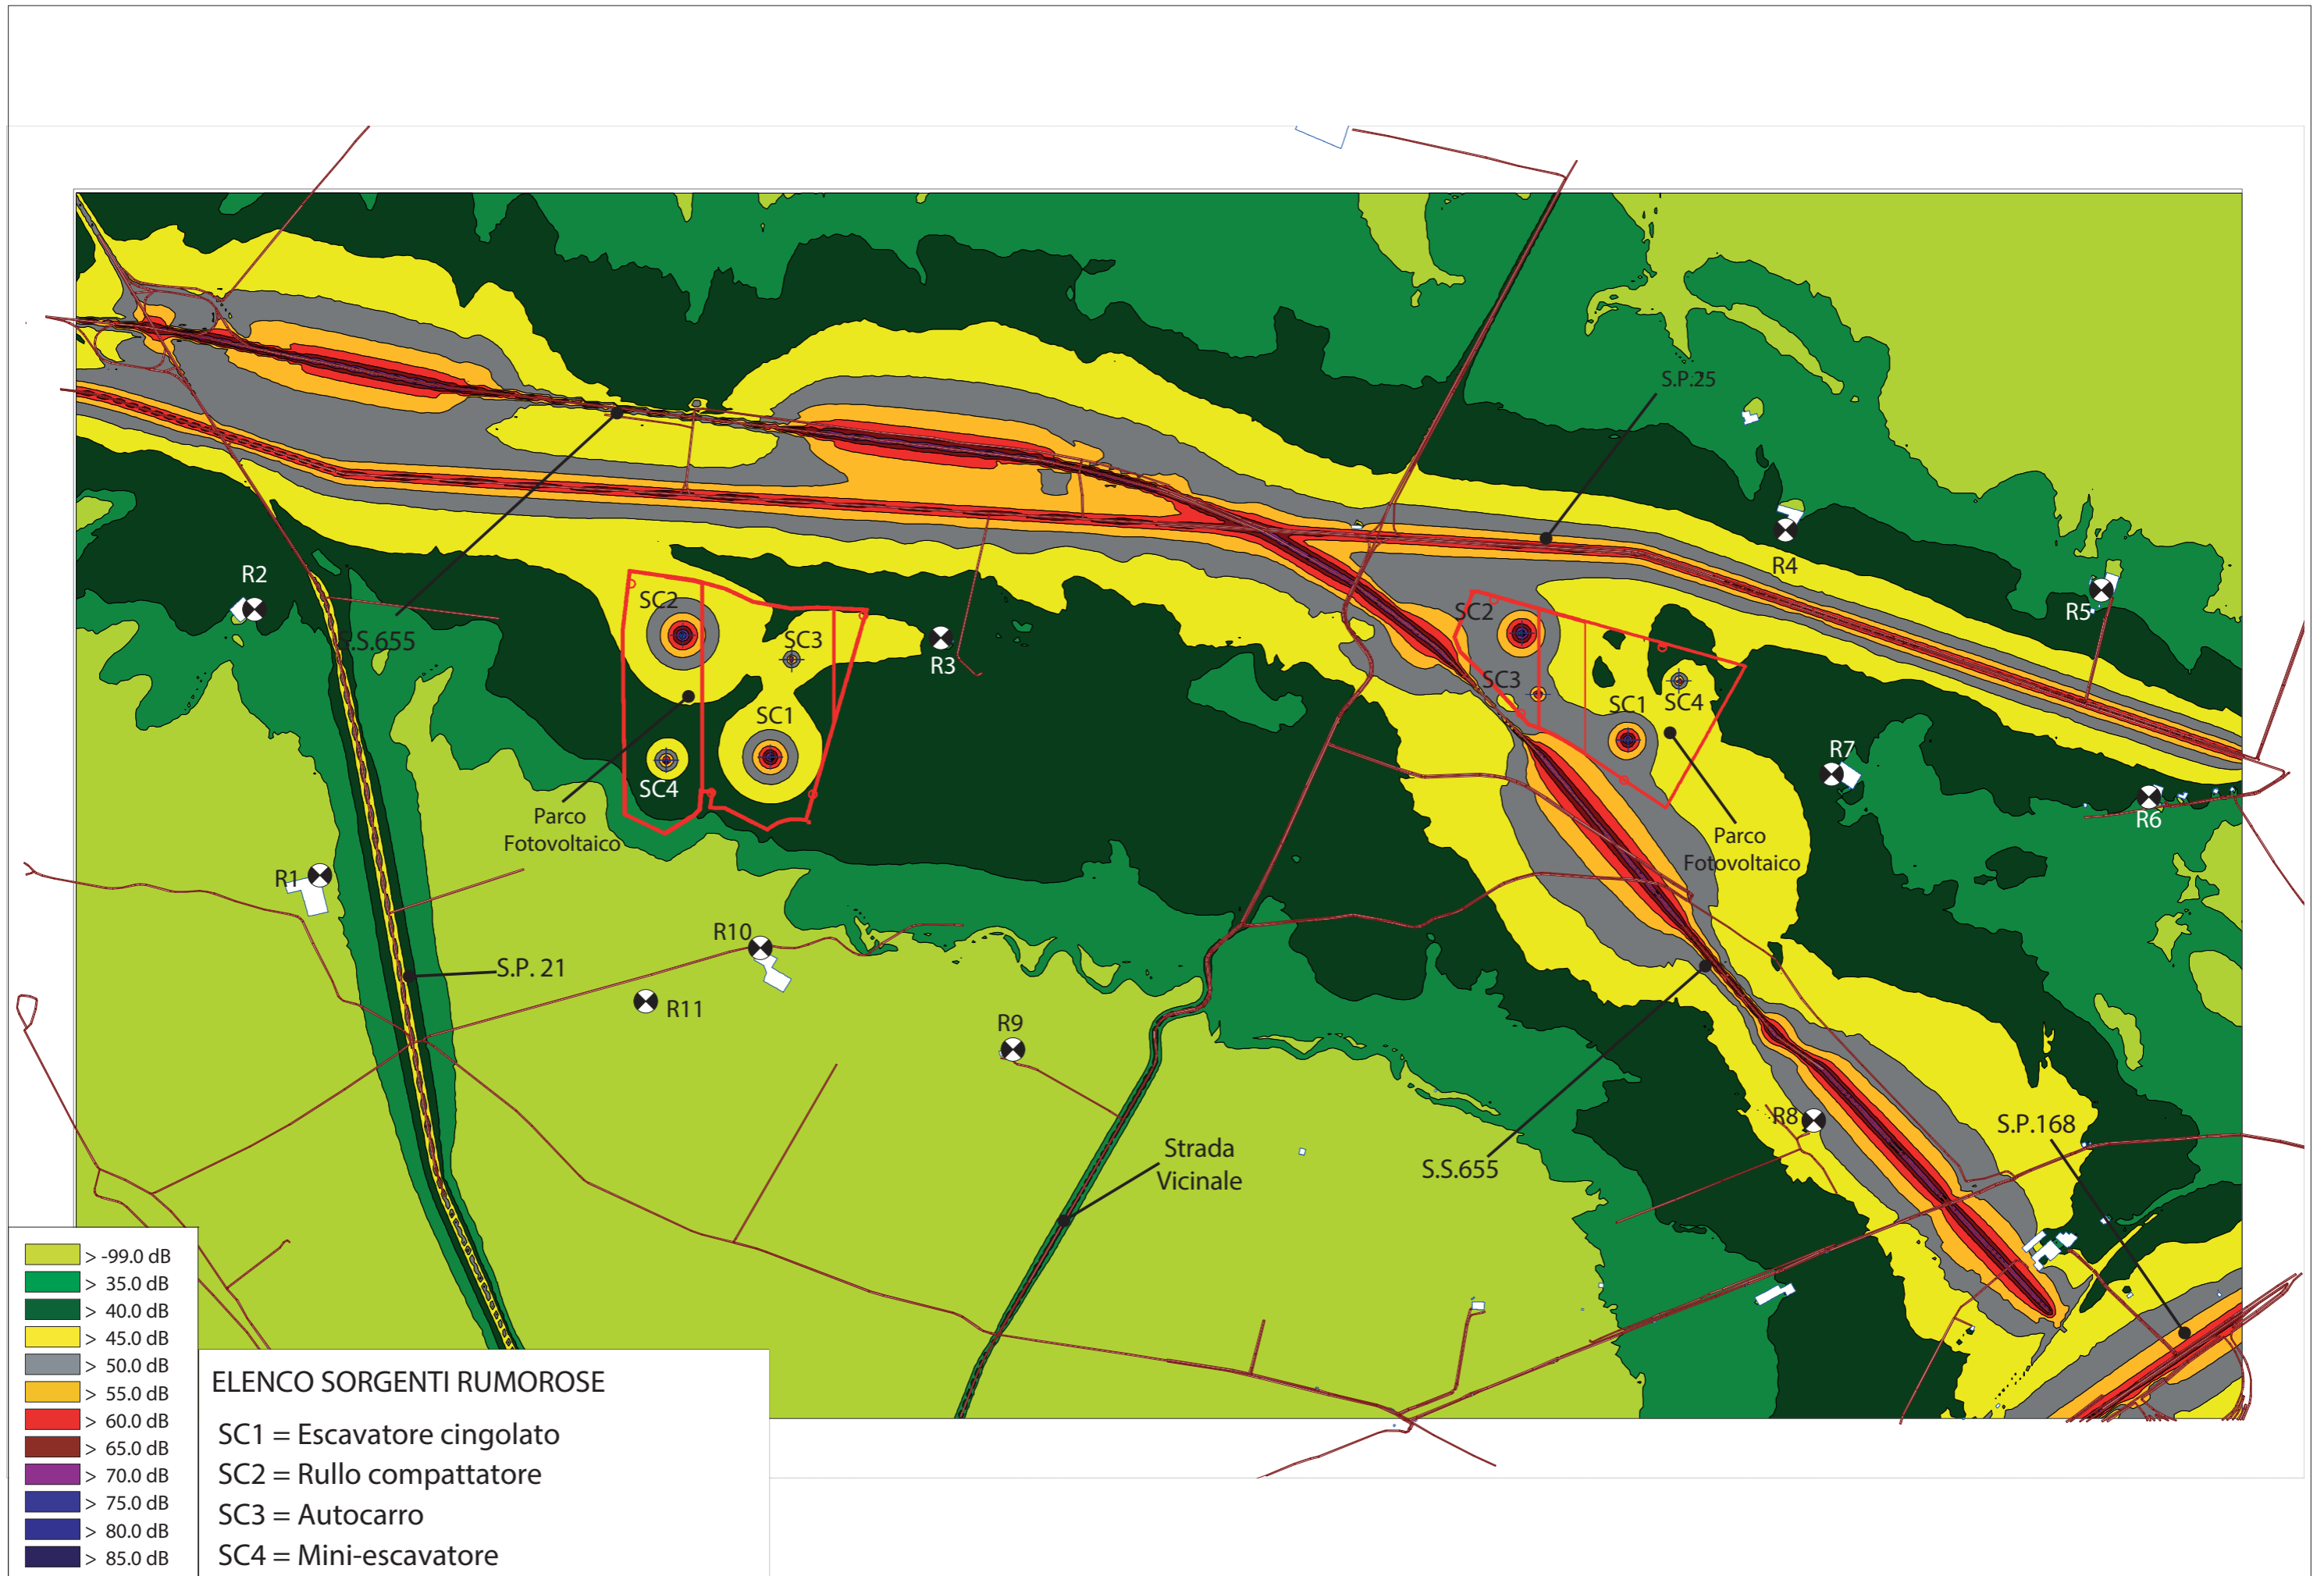 S.P.25
R4
R2
SC2
SC2
R5
S.S.655
SC3
R3
SC3
SC4
SC1
SC1
R7
SC4
R6
Parco
Fotovoltaico
Parco
Fotovoltaico
R1
R10
S.P. 21
R11
R9
R8
S.P.168
Strada
Vicinale
S.S.655
> -99.0 dB
> 35.0 dB
> 40.0 dB
> 45.0 dB
> 50.0 dB
> 55.0 dB
> 60.0 dB
> 65.0 dB
> 70.0 dB
> 75.0 dB
> 80.0 dB
> 85.0 dB
ELENCO SORGENTI RUMOROSE
SC1 = Escavatore cingolato
SC2 = Rullo compattatore
SC3 = Autocarro
SC4 = Mini-escavatore